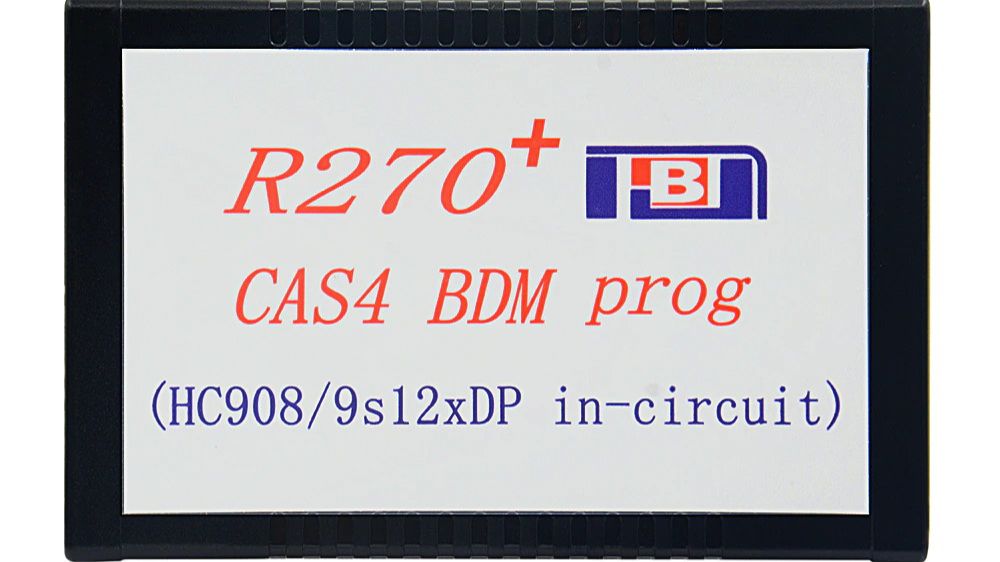 R270+
CAS4 BDM prog
(HC908/9s12xDP in-circuit)